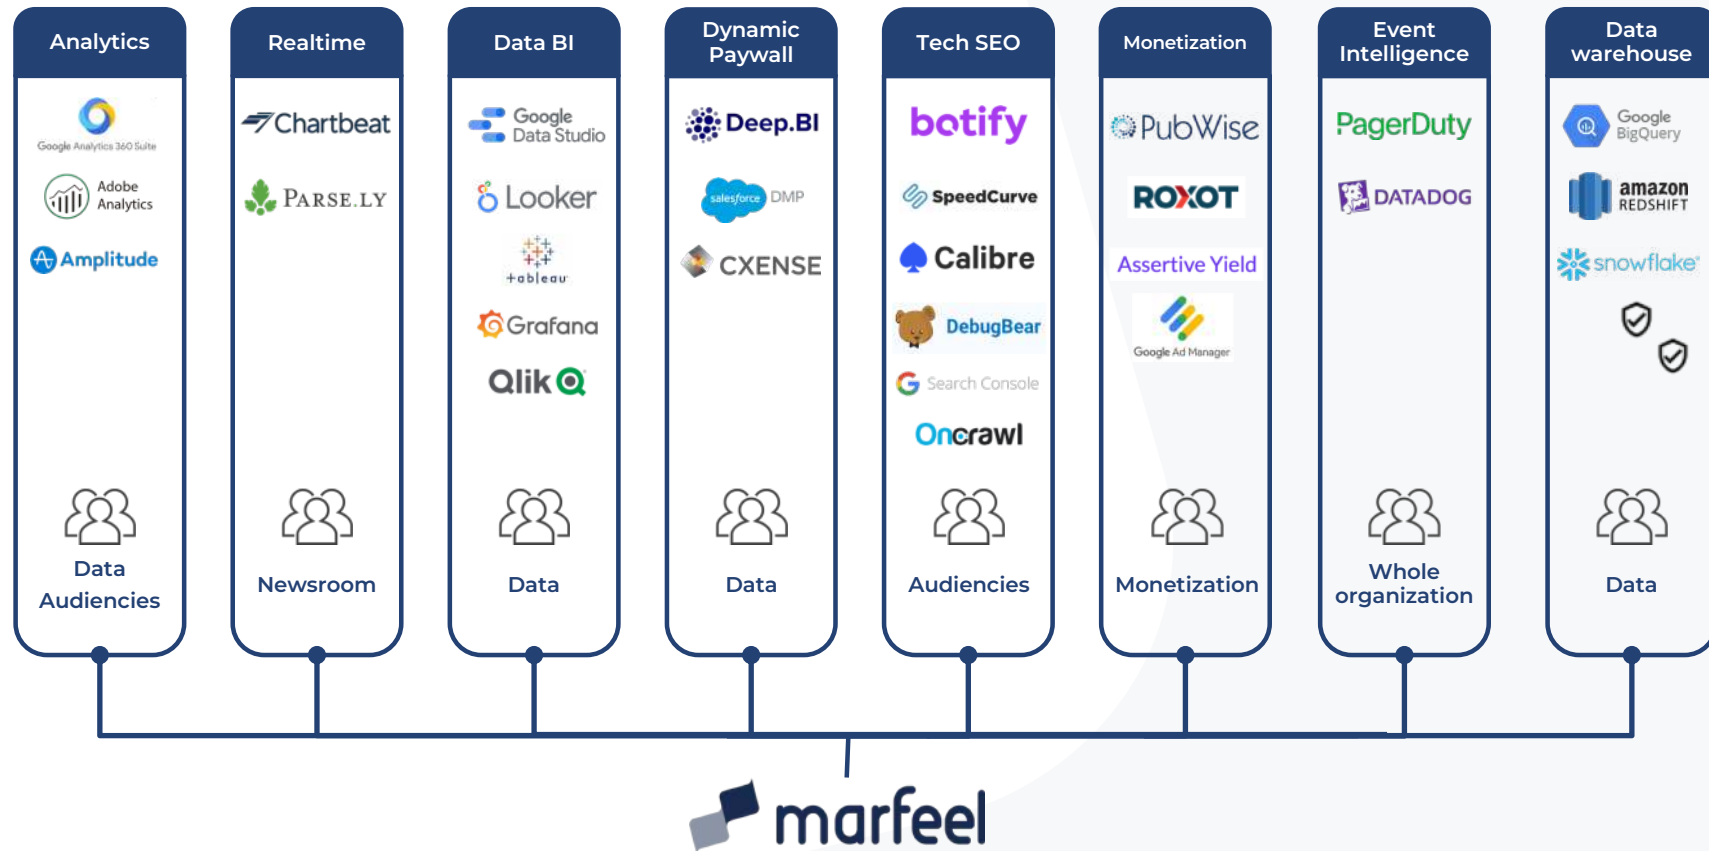 Analytics
Google Analytics 360 Suite
Adobe
Analytics
Amplitude
Data
Audiencies
Realtime
Chartbeat
PARSE.LY
Newsroom
Data BI
Google
Data Studio
Looker
+ableau
Grafana
Qlik
Data
Dynamic
Paywall
Deep.BI
salesforce DMP
CXENSE
Data
Tech SEO
botify
SpeedCurve
Calibre
DebugBear
Search Console
Oncrawl
Audiencies
Monetization
PubWise
ROXOT
Assertive Yield
Google Ad Manager
Monetization
Event
Intelligence
PagerDuty
DATADOG
Whole
organization
Data
warehouse
Google
BigQuery
amazon
REDSHIFT
snowflake
Data
marfeel